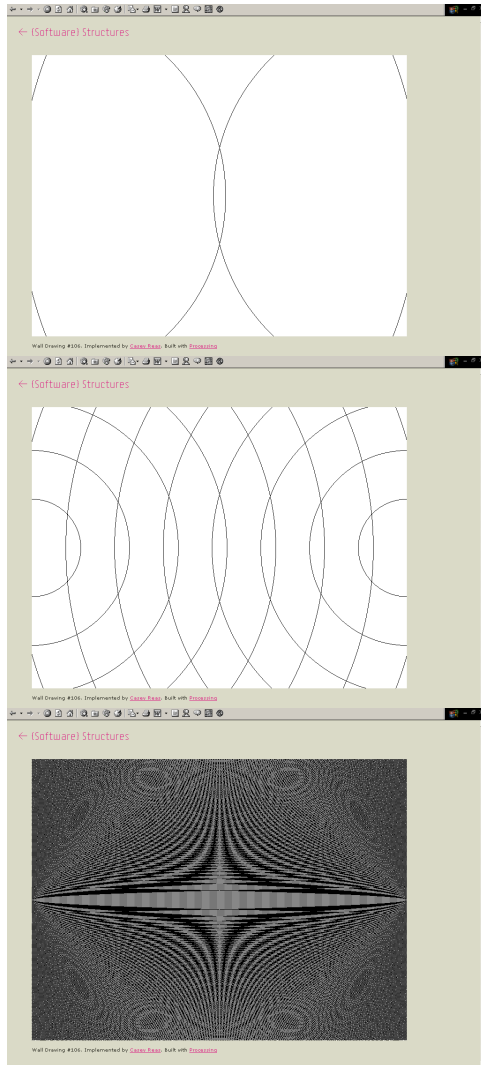 ← (Software) Structures
Wall Drawing #106. Implemented by Casey Reas. Built with Processing
← (Software) Structures
Wall Drawing #106. Implemented by Casey Reas. Built with Processing
← (Software) Structures
Wall Drawing #106. Implemented by Casey Reas. Built with Processing